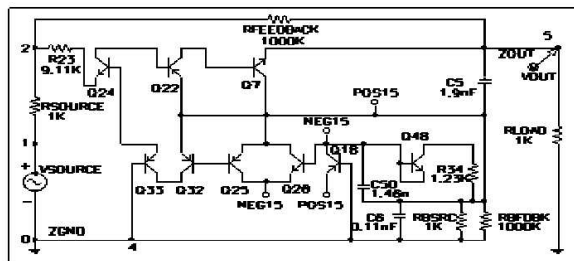 RFEEDBACK
1000K
5
2
ZOUT
VOUT
R23
9.11K
Q24
Q22
Q7
C5
1.9nF
RSOURCE
1K
POS15
NEG15
RLOAD
1K
1
Q18
Q48
VSOURCE
R34
1.23K
Q33
Q32
Q25
Q26
C50
1.48n
NEG15
POS15
C6
0.11nF
RBSRC
1K
RBFDBK
1000K
0
ZGND
4